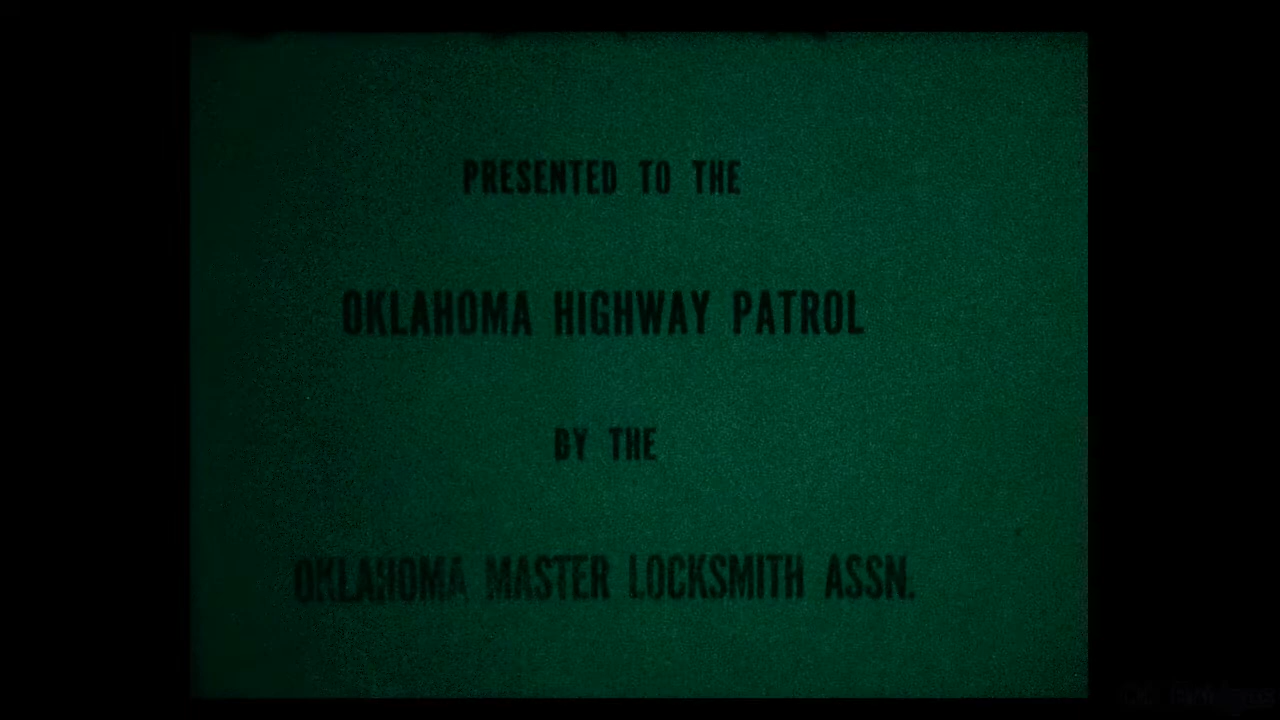 PRESENTED TO THE
OKLAHOMA HIGHWAY PATROL
BY THE
OKLAHOMA MASTER LOCKSMITH ASSN.